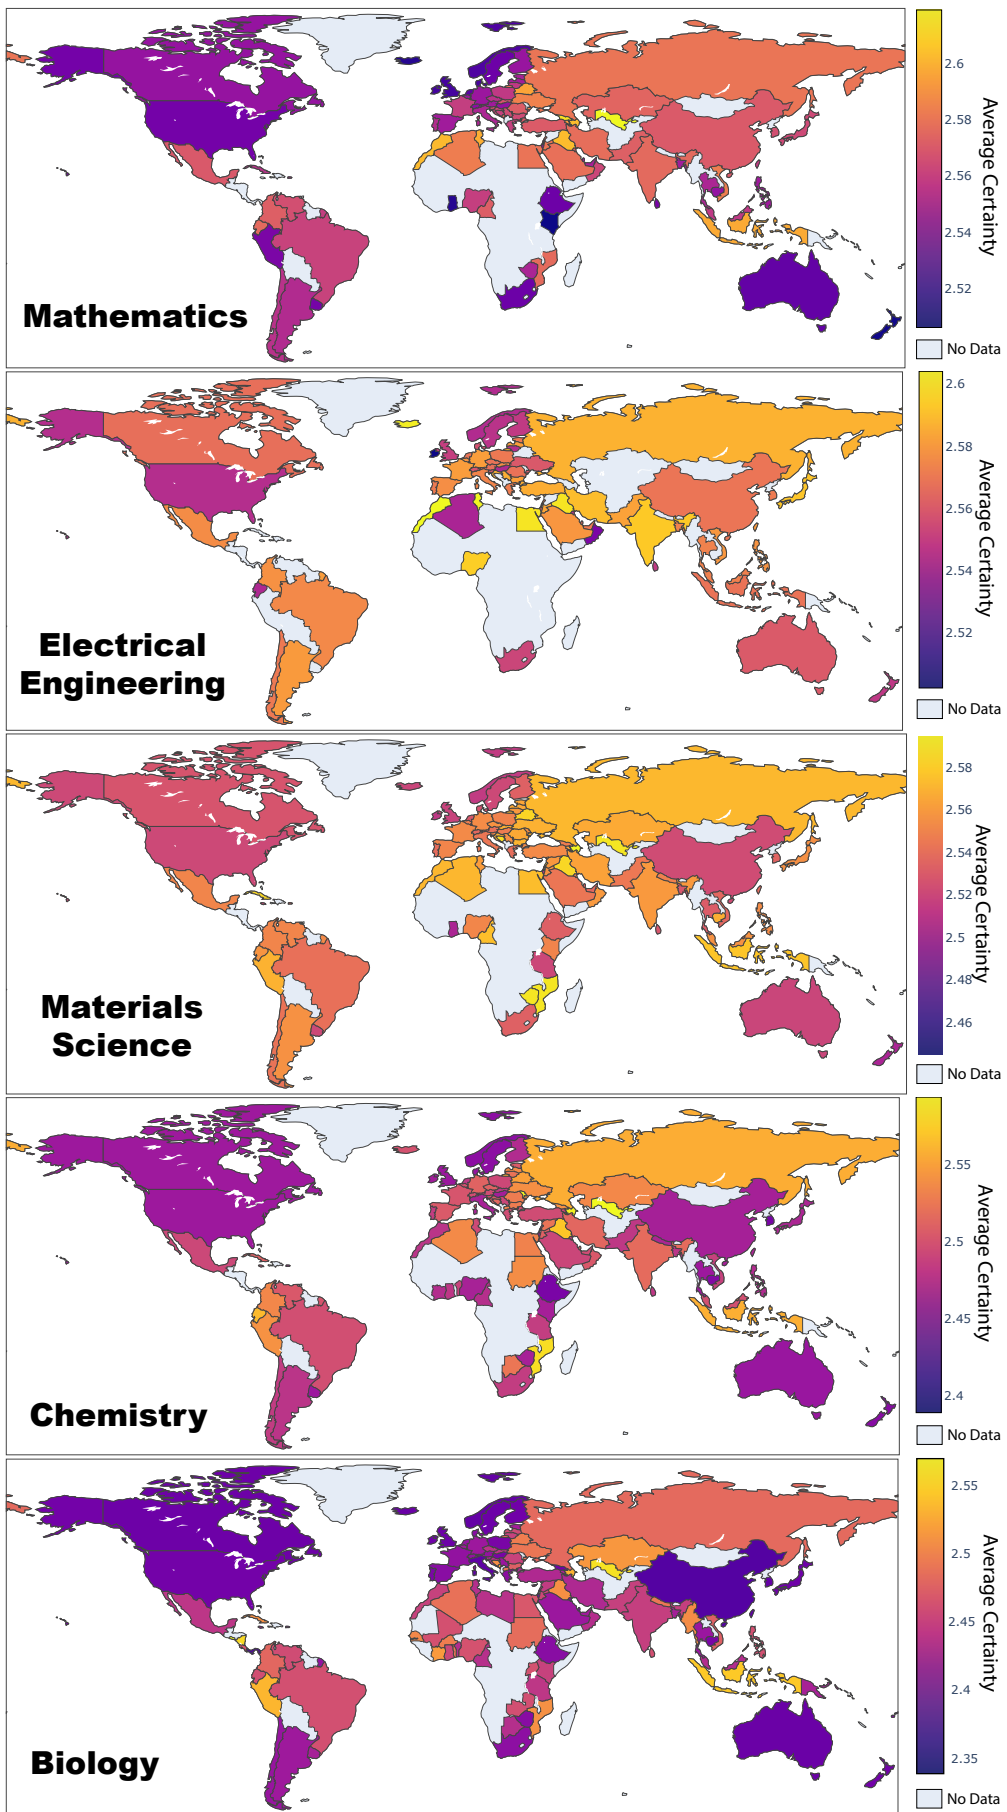 Mathematics
2.6
2.58
2.56
2.54
2.52
Average Certainty
No Data
Electrical
Engineering
2.6
2.58
2.56
2.54
2.52
Average Certainty
No Data
Materials
Science
2.58
2.56
2.54
2.52
2.5
2.48
2.46
Average Certainty
No Data
Chemistry
2.55
2.5
2.45
2.4
Average Certainty
No Data
Biology
2.55
2.5
2.45
2.4
2.35
Average Certainty
No Data